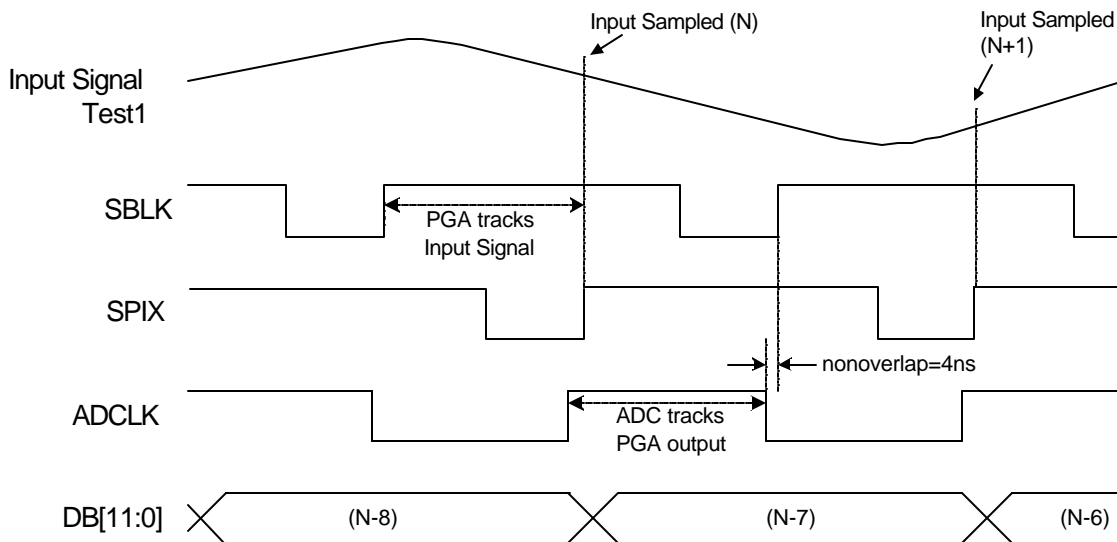 Input Sampled (N)
Input Sampled
(N+1)
Input Signal
Test1
SBLK
PGA tracks
Input Signal
SPIX
nonoverlap=4ns
ADCLK
ADC tracks
PGA output
DB[11:0]
(N-8)
(N-7)
(N-6)